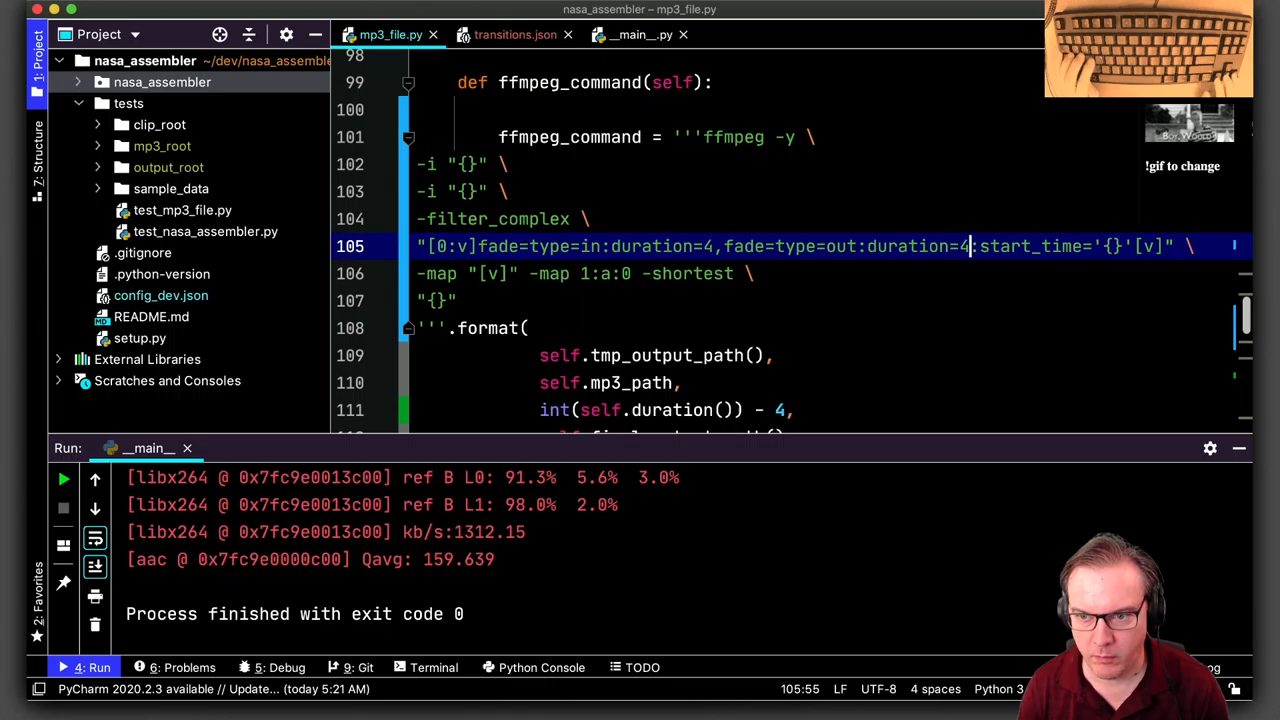 nasa_assembler – mp3_file.py
Project
mp3_file.py
transitions.json
__main__.py
1: Project
7: Structure
2: Favorites
nasa_assembler ~/dev/nasa_assemble
nasa_assembler
tests
clip_root
mp3_root
output_root
sample_data
test_mp3_file.py
test_nasa_assembler.py
.gitignore
.python-version
config_dev.json
README.md
setup.py
External Libraries
Scratches and Consoles
98
99 def ffmpeg_command(self):
100
101 ffmpeg_command = '''ffmpeg -y \
102 -i "{}" \
103 -i "{}" \
104 -filter_complex \
105 "[0:v]fade=type=in:duration=4,fade=type=out:duration=4:start_time='{}'[v]" \
106 -map "[v]" -map 1:a:0 -shortest \
107 "{}"
108 '''.format(
109 self.tmp_output_path(),
110 self.mp3_path,
111 int(self.duration()) - 4,
!gif to change
Run: __main__
[libx264 @ 0x7fc9e0013c00] ref B L0: 91.3% 5.6% 3.0%
[libx264 @ 0x7fc9e0013c00] ref B L1: 98.0% 2.0%
[libx264 @ 0x7fc9e0013c00] kb/s:1312.15
[aac @ 0x7fc9e0000c00] Qavg: 159.639
Process finished with exit code 0
4: Run
6: Problems
5: Debug
9: Git
Terminal
Python Console
TODO
PyCharm 2020.2.3 available // Update... (today 5:21 AM)
105:55
LF
UTF-8
4 spaces
Python 3